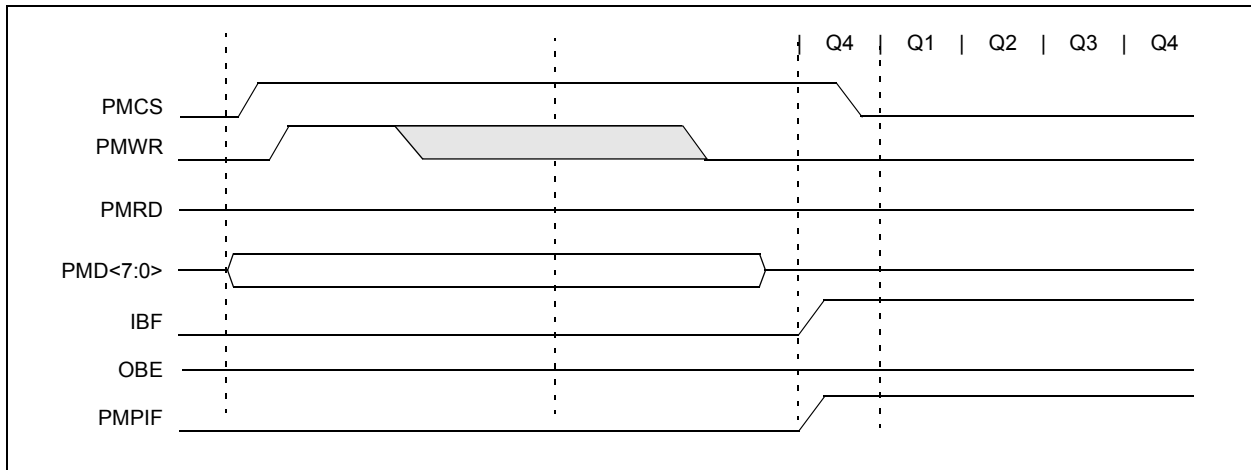 | Q4 | Q1 | Q2 | Q3 | Q4
PMCS
PMWR
PMRD
PMD<7:0>
IBF
OBE
PMPIF